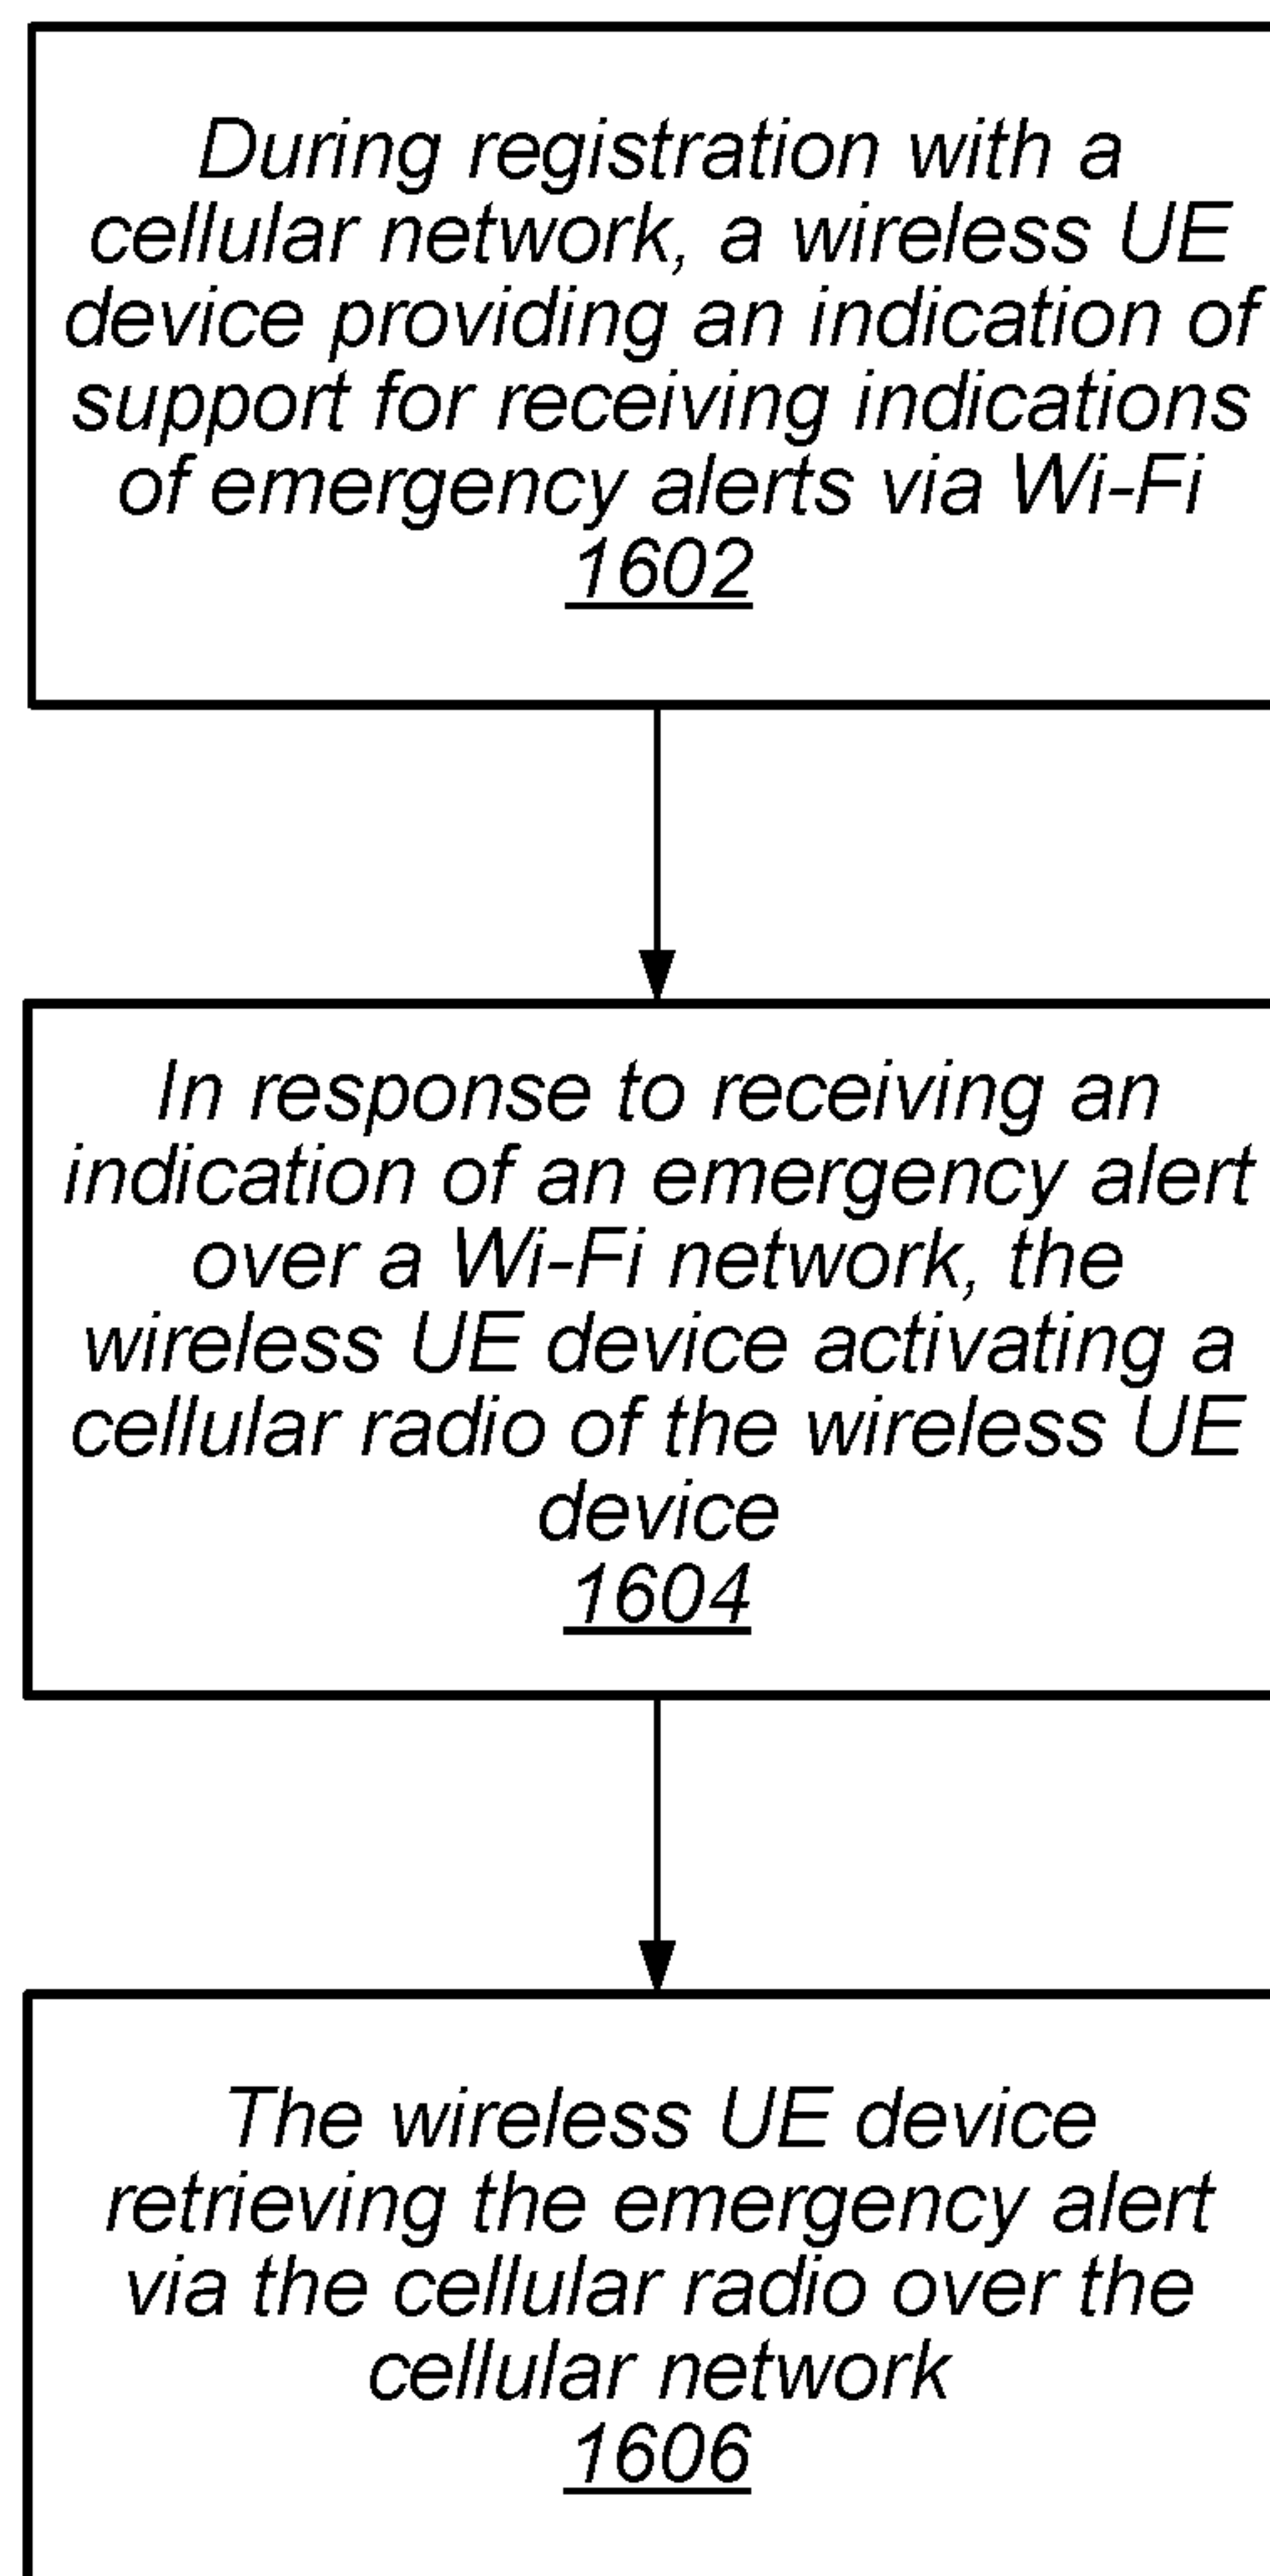 During registration with a
cellular network, a wireless UE
device providing an indication of
support for receiving indications
of emergency alerts via Wi-Fi
1602
In response to receiving an
indication of an emergency alert
over a Wi-Fi network, the
wireless UE device activating a
cellular radio of the wireless UE
device
1604
The wireless UE device
retrieving the emergency alert
via the cellular radio over the
cellular network
1606